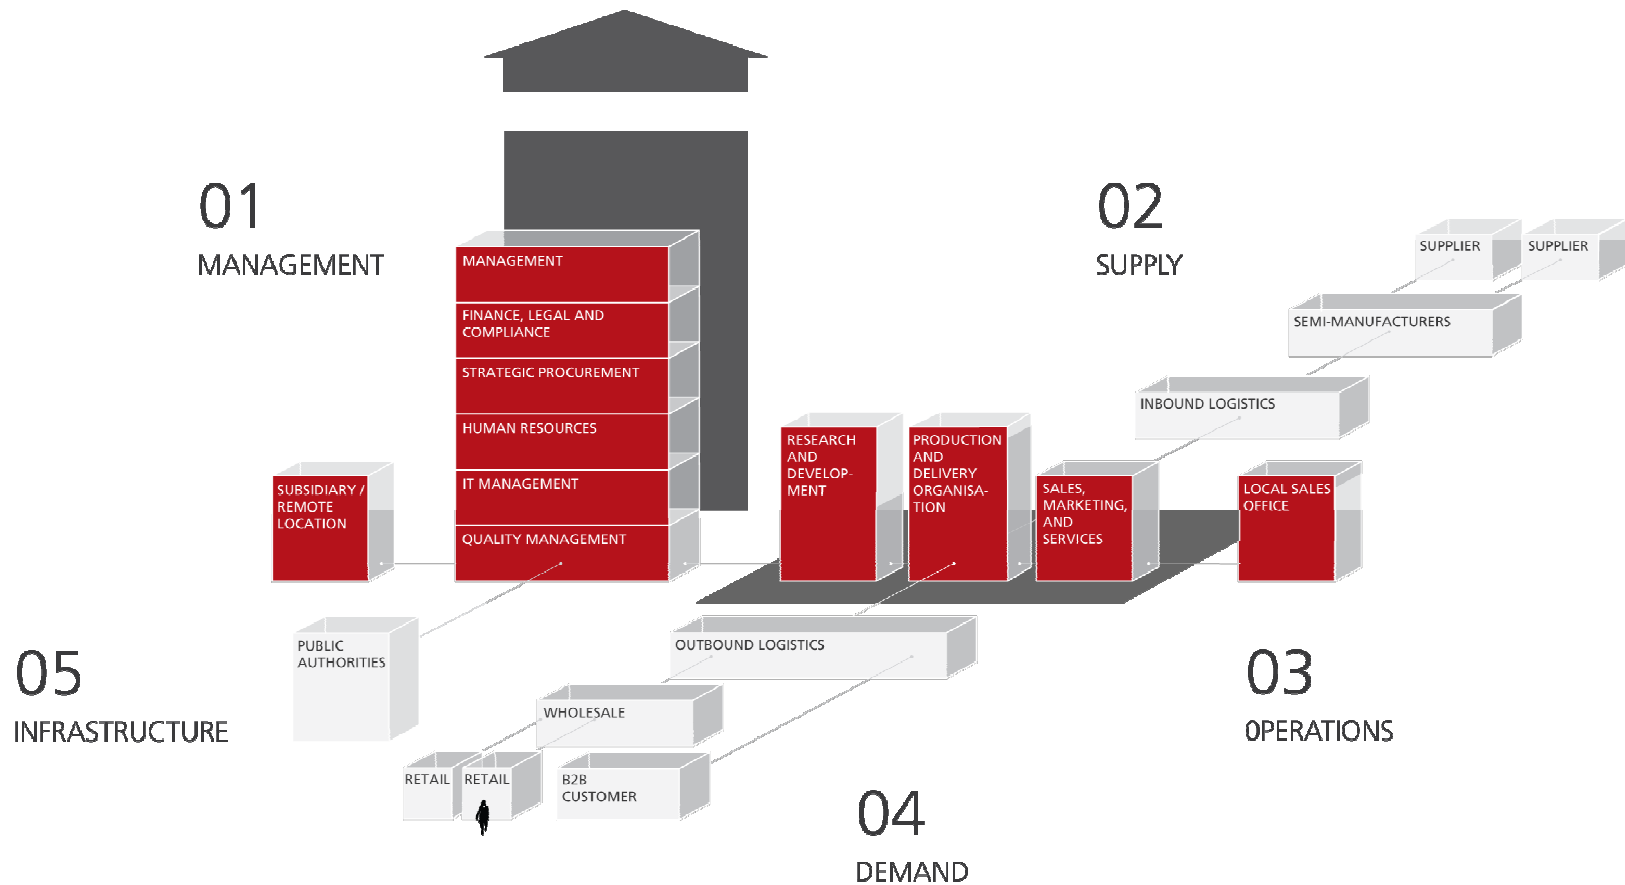 01
MANAGEMENT
MANAGEMENT
FINANCE, LEGAL AND
COMPLIANCE
STRATEGIC PROCUREMENT
HUMAN RESOURCES
IT MANAGEMENT
QUALITY MANAGEMENT
SUBSIDIARY /
REMOTE
LOCATION
02
SUPPLY
SUPPLIER
SUPPLIER
SEMI-MANUFACTURERS
INBOUND LOGISTICS
RESEARCH
AND
DEVELOP-
MENT
PRODUCTION
AND
DELIVERY
ORGANISA-
TION
SALES,
MARKETING,
AND
SERVICES
LOCAL SALES
OFFICE
03
0PERATIONS
05
INFRASTRUCTURE
PUBLIC
AUTHORITIES
OUTBOUND LOGISTICS
WHOLESALE
RETAIL
RETAIL
B2B
CUSTOMER
04
DEMAND